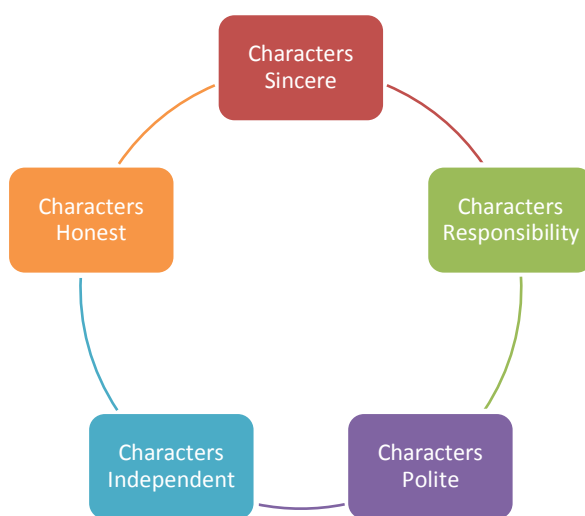 Characters
Sincere
Characters
Responsibility
Characters
Polite
Characters
Independent
Characters
Honest